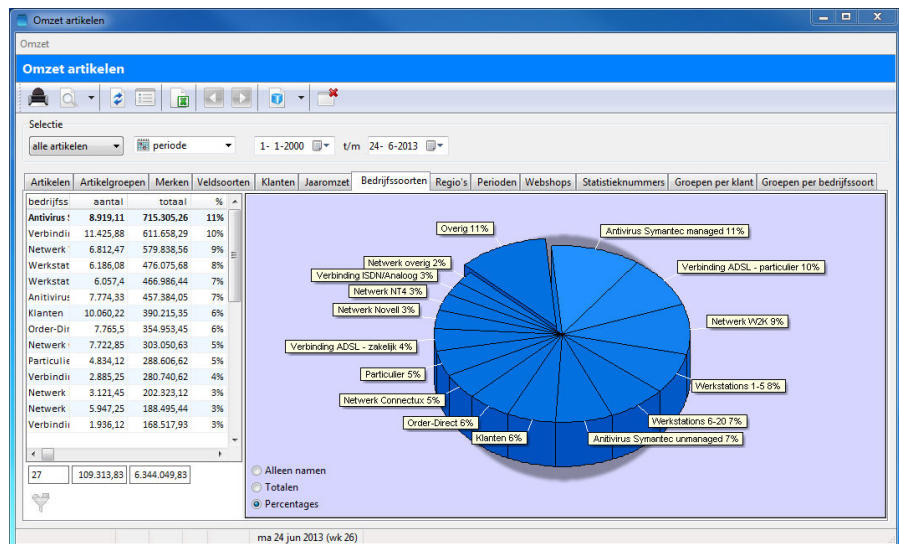 Omzet artikelen
Omzet
Omzet artikelen
Selectie
alle artikelen periode 1- 1-2000 t/m 24- 6-2013
Artikelen Artikelgroepen Merken Veldsoorten Klanten Jaaromzet Bedrijfssoorten Regio's Perioden Webshops Statistieknummers Groepen per klant Groepen per bedrijfssoort
bedrijfss aantal totaal %
Antivirus 8.919,11 715.305,26 11%
Verbindin 11.425,88 611.658,29 10%
Netwerk 6.812,47 579.838,56 9%
Werkstat 6.186,08 476.075,68 8%
Werkstat 6.057,4 466.986,44 7%
Anitivirus 7.774,33 457.384,05 7%
Klanten 10.060,22 390.215,35 6%
Order-Dir 7.765,5 354.953,45 6%
Netwerk 7.722,85 303.050,63 5%
Particulie 4.834,12 288.606,62 5%
Verbindin 2.885,25 280.740,62 4%
Netwerk 3.121,45 202.323,12 3%
Netwerk 5.947,25 188.495,44 3%
Verbindin 1.936,12 168.517,93 3%
27 109.313,83 6.344.049,83
Overig 11%
Antivirus Symantec managed 11%
Netwerk overig 2%
Verbinding ADSL - particulier 10%
Verbinding ISDN/Analoog 3%
Netwerk NT4 3%
Netwerk Novell 3%
Netwerk W2K 9%
Verbinding ADSL - zakelijk 4%
Particulier 5%
Werkstations 1-5 8%
Netwerk Connectux 5%
Order-Direct 6%
Werkstations 6-20 7%
Klanten 6%
Anitivirus Symantec unmanaged 7%
Alleen namen
Totalen
Percentages
ma 24 jun 2013 (wk 26)